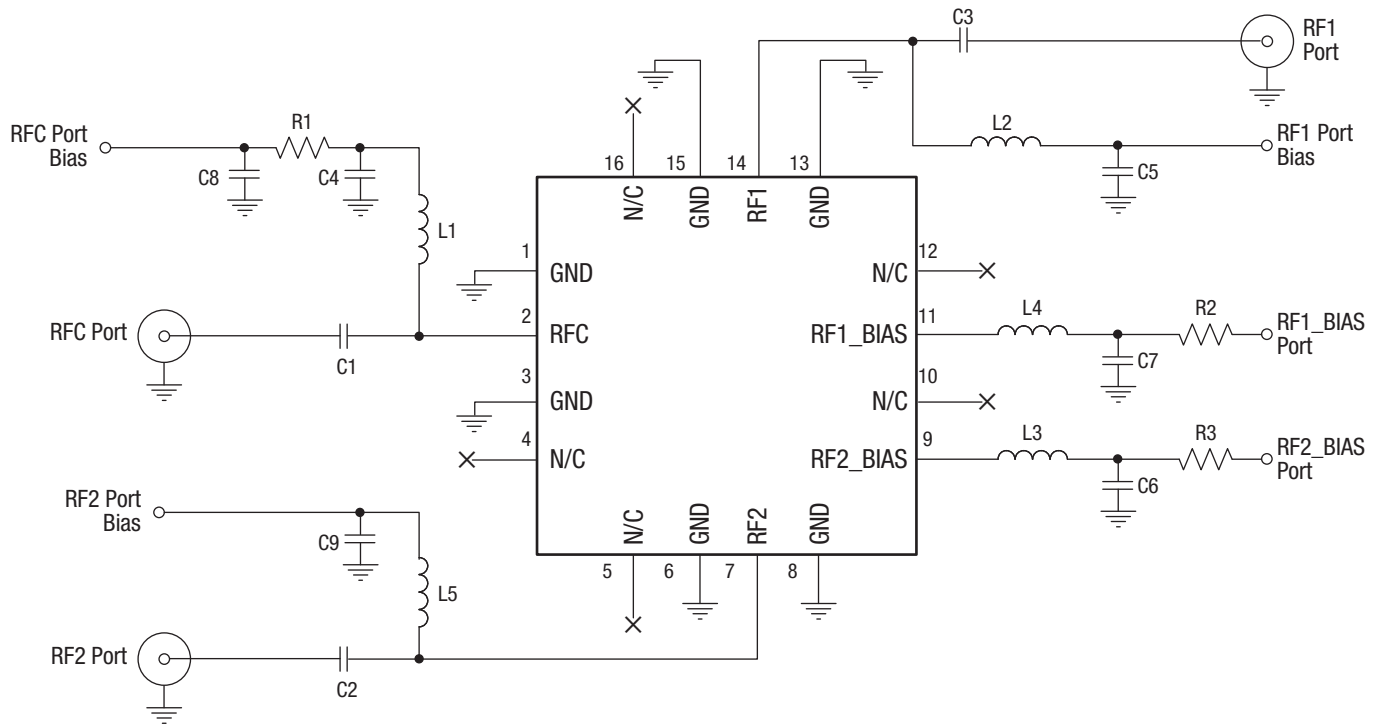 C3
RF1
Port
RFC Port
Bias
R1
C8
C4
L1
L2
RF1 Port
Bias
C5
16
15
14
13
N/C
GND
RF1
GND
1
GND
12
N/C
RFC Port
C1
2
RFC
11
RF1_BIAS
L4
R2
RF1_BIAS
Port
C7
3
GND
10
N/C
4
N/C
9
RF2_BIAS
L3
R3
RF2_BIAS
Port
C6
RF2 Port
Bias
C9
L5
N/C
GND
RF2
GND
5
6
7
8
RF2 Port
C2